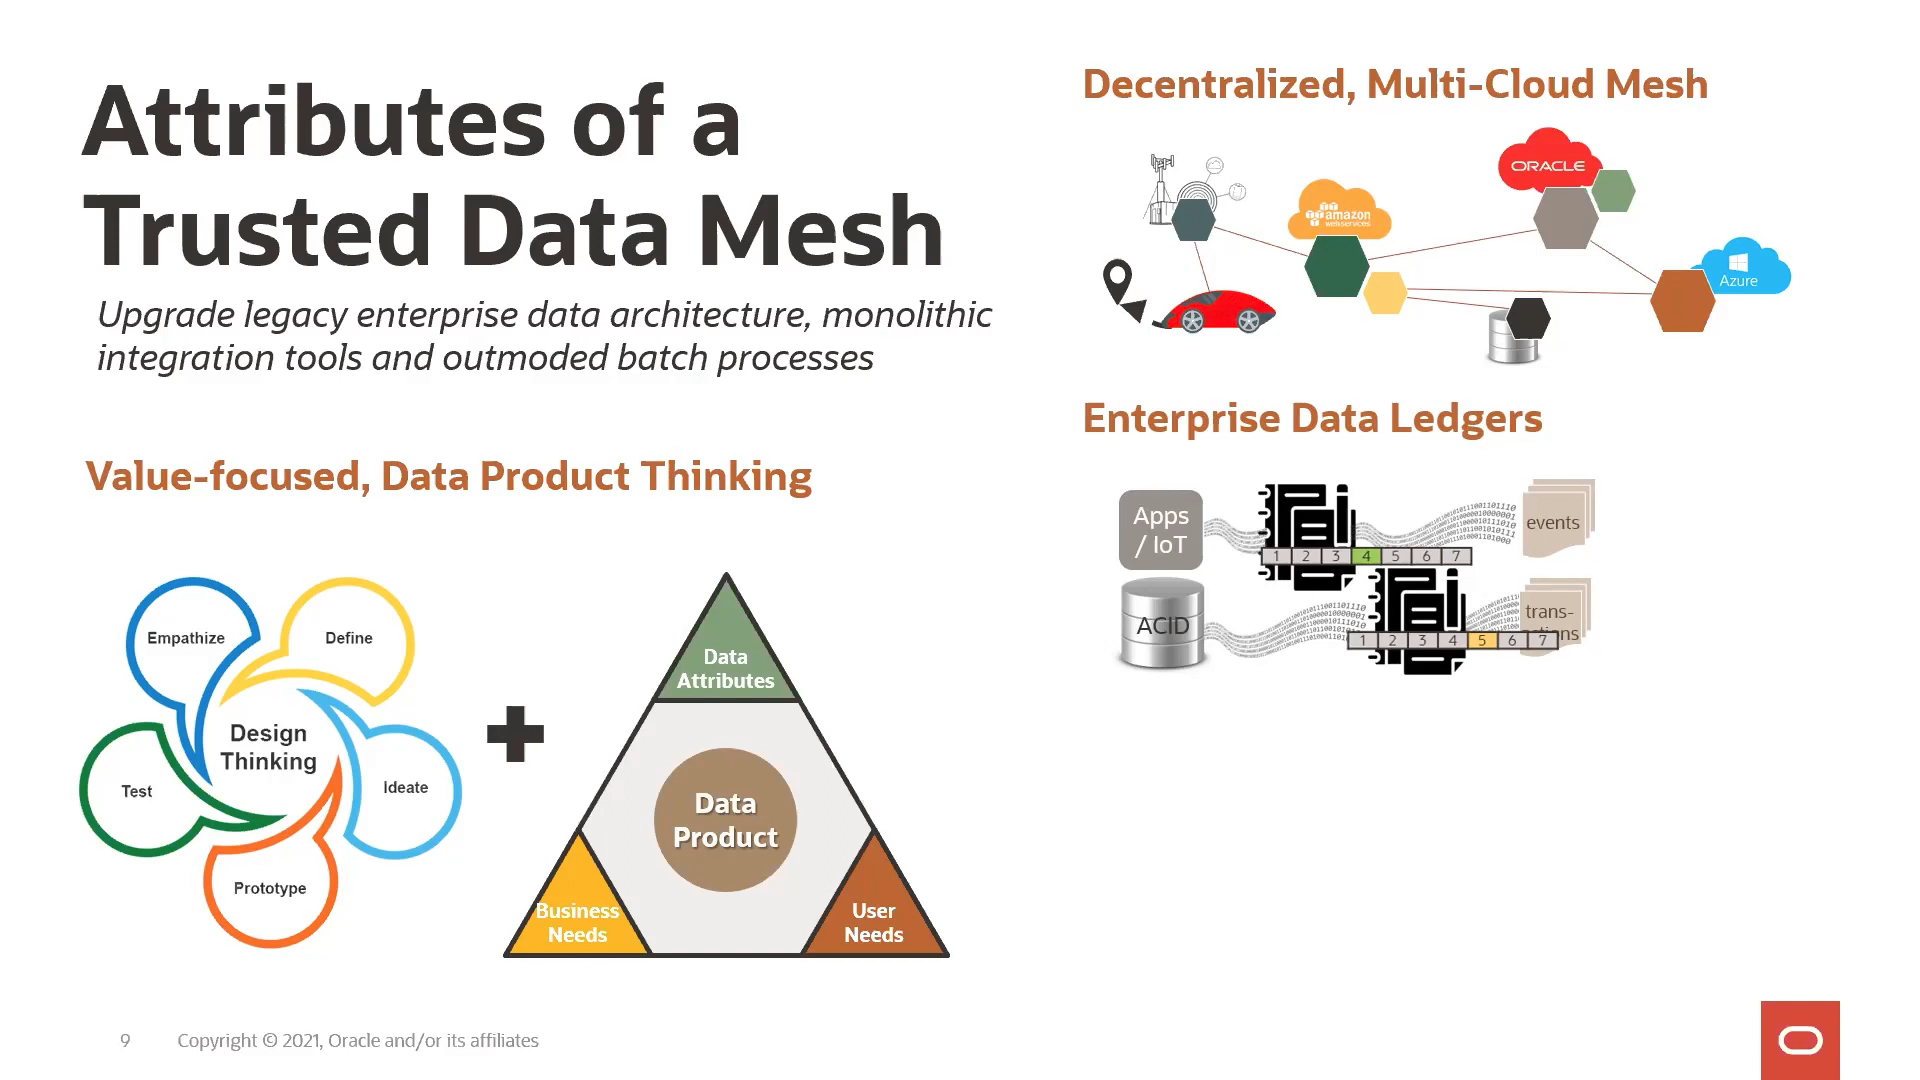 Attributes of a
Trusted Data Mesh
Upgrade legacy enterprise data architecture, monolithic
integration tools and outmoded batch processes
Value-focused, Data Product Thinking
Empathize
Define
Design
Thinking
Test
Ideate
Prototype
Data
Attributes
Data
Product
Business
Needs
User
Needs
Decentralized, Multi-Cloud Mesh
amazon
webservices
ORACLE
Azure
Enterprise Data Ledgers
Apps
/ IoT
1 2 3 4 5 6 7
events
ACID
1 2 3 4 5 6 7
trans-
actions
9 Copyright © 2021, Oracle and/or its affiliates